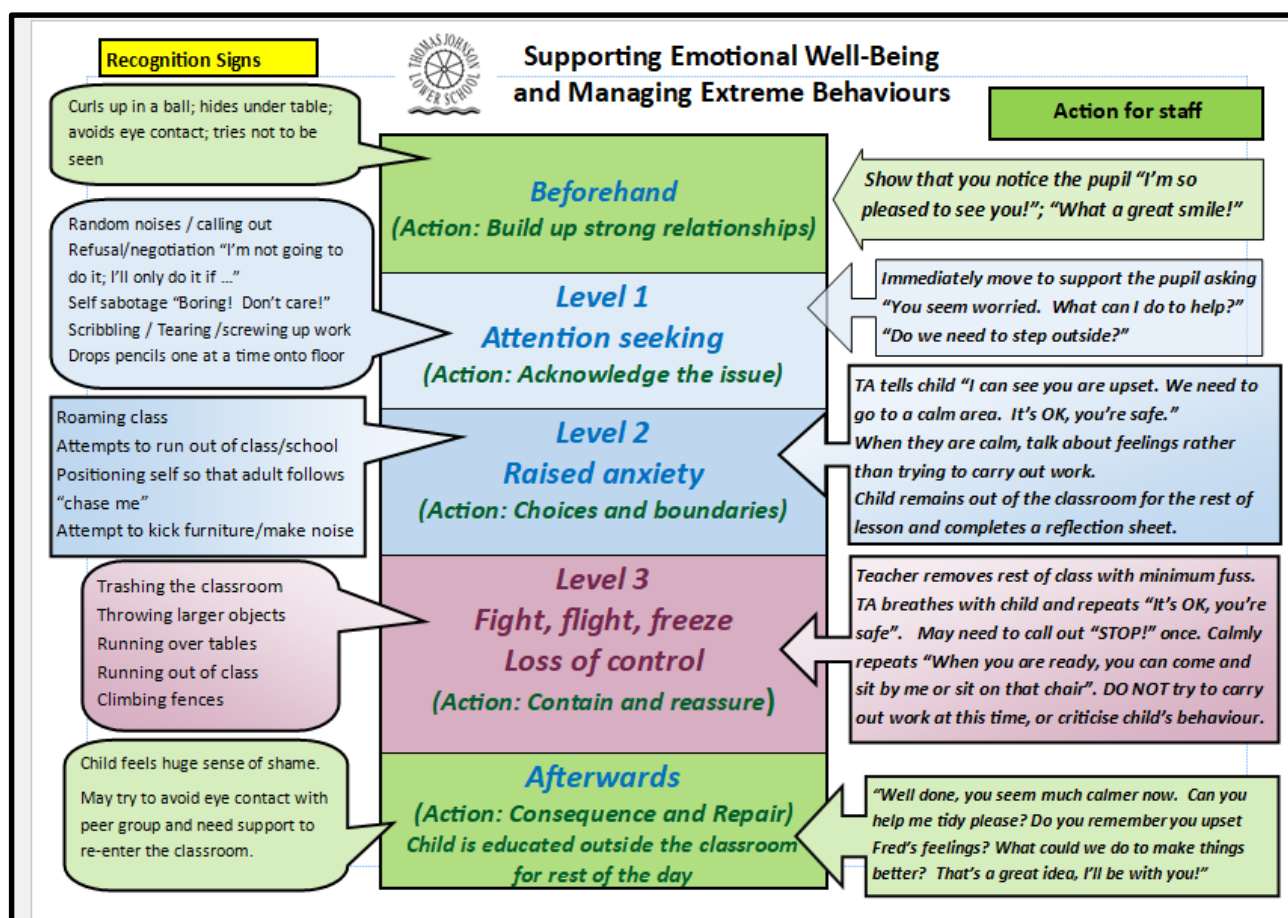 Recognition Signs
THOMAS JOHNSON
LOWER SCHOOL
Supporting Emotional Well-Being
and Managing Extreme Behaviours
Action for staff
Curls up in a ball; hides under table;
avoids eye contact; tries not to be
seen
Beforehand
(Action: Build up strong relationships)
Show that you notice the pupil “I’m so
pleased to see you!”; “What a great smile!”
Random noises / calling out
Refusal/negotiation “I’m not going to
do it; I’ll only do it if …”
Self sabotage “Boring!  Don’t care!”
Scribbling / Tearing /screwing up work
Drops pencils one at a time onto floor
Level 1
Attention seeking
(Action: Acknowledge the issue)
Immediately move to support the pupil asking
“You seem worried.  What can I do to help?”
“Do we need to step outside?”
Roaming class
Attempts to run out of class/school
Positioning self so that adult follows
“chase me”
Attempt to kick furniture/make noise
Level 2
Raised anxiety
(Action: Choices and boundaries)
TA tells child “I can see you are upset. We need to
go to a calm area.  It’s OK, you’re safe.”
When they are calm, talk about feelings rather
than trying to carry out work.
Child remains out of the classroom for the rest of
lesson and completes a reflection sheet.
Trashing the classroom
Throwing larger objects
Running over tables
Running out of class
Climbing fences
Level 3
Fight, flight, freeze
Loss of control
(Action: Contain and reassure)
Teacher removes rest of class with minimum fuss.
TA breathes with child and repeats “It’s OK, you’re
safe”.   May need to call out “STOP!” once. Calmly
repeats “When you are ready, you can come and
sit by me or sit on that chair”. DO NOT try to carry
out work at this time, or criticise child’s behaviour.
Child feels huge sense of shame.
May try to avoid eye contact with
peer group and need support to
re-enter the classroom.
Afterwards
(Action: Consequence and Repair)
Child is educated outside the classroom
for rest of the day
“Well done, you seem much calmer now.  Can you
help me tidy please? Do you remember you upset
Fred’s feelings? What could we do to make things
better?  That’s a great idea, I’ll be with you!”